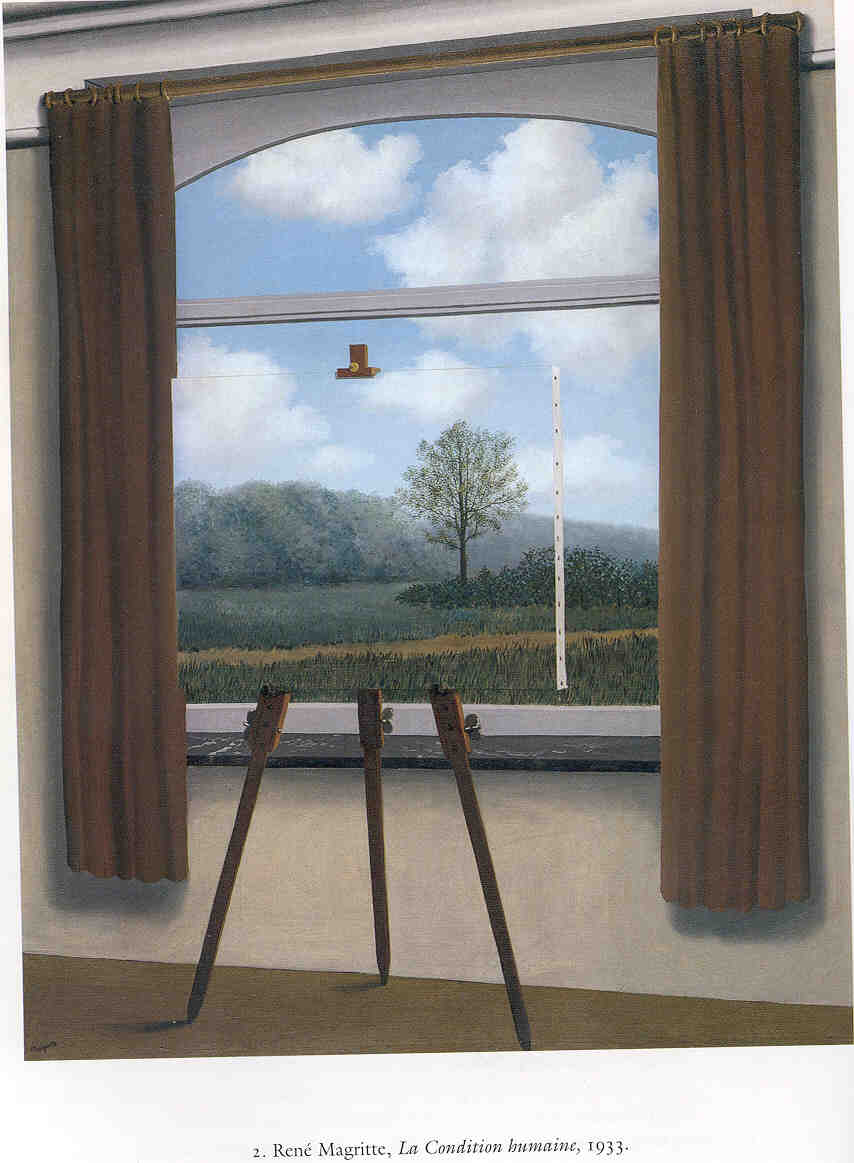 2. René Magritte, La Condition humaine, 1933.